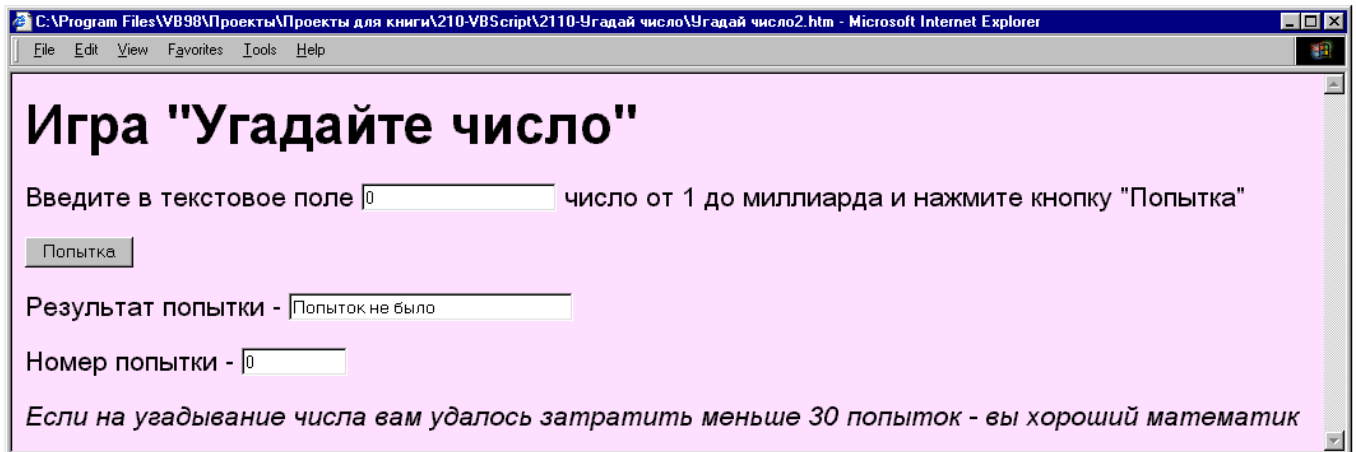 C:\Program Files\VB98\Проекты\Проекты для книги\210-VBScript\2110-Угадай число\Угадай число2.htm - Microsoft Internet Explorer
File Edit View Favorites Tools Help
Игра "Угадайте число"
Введите в текстовое поле 0 число от 1 до миллиарда и нажмите кнопку "Попытка"
Попытка
Результат попытки - Попыток не было
Номер попытки - 0
Если на угадывание числа вам удалось затратить меньше 30 попыток - вы хороший математик